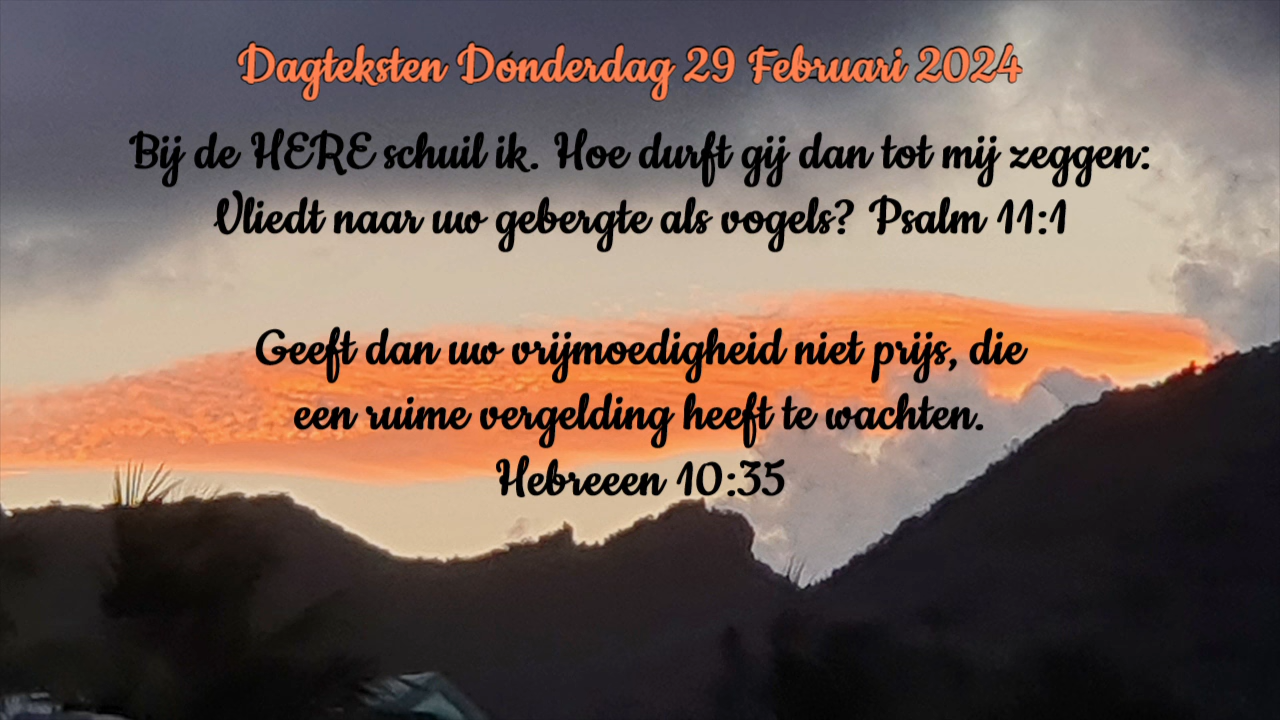 Dagteksten Donderdag 29 Februari 2024
Bij de HERE schuil ik. Hoe durft gij dan tot mij zeggen:
Vliedt naar uw gebergte als vogels? Psalm 11:1
Geeft dan uw vrijmoedigheid niet prijs, die
een ruime vergelding heeft te wachten.
Hebreeen 10:35